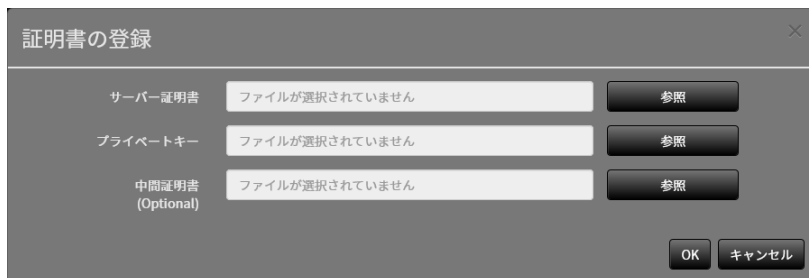 証明書の登録
×
サーバー証明書 ファイルが選択されていません 参照
プライベートキー ファイルが選択されていません 参照
中間証明書 ファイルが選択されていません 参照
(Optional)
OK キャンセル